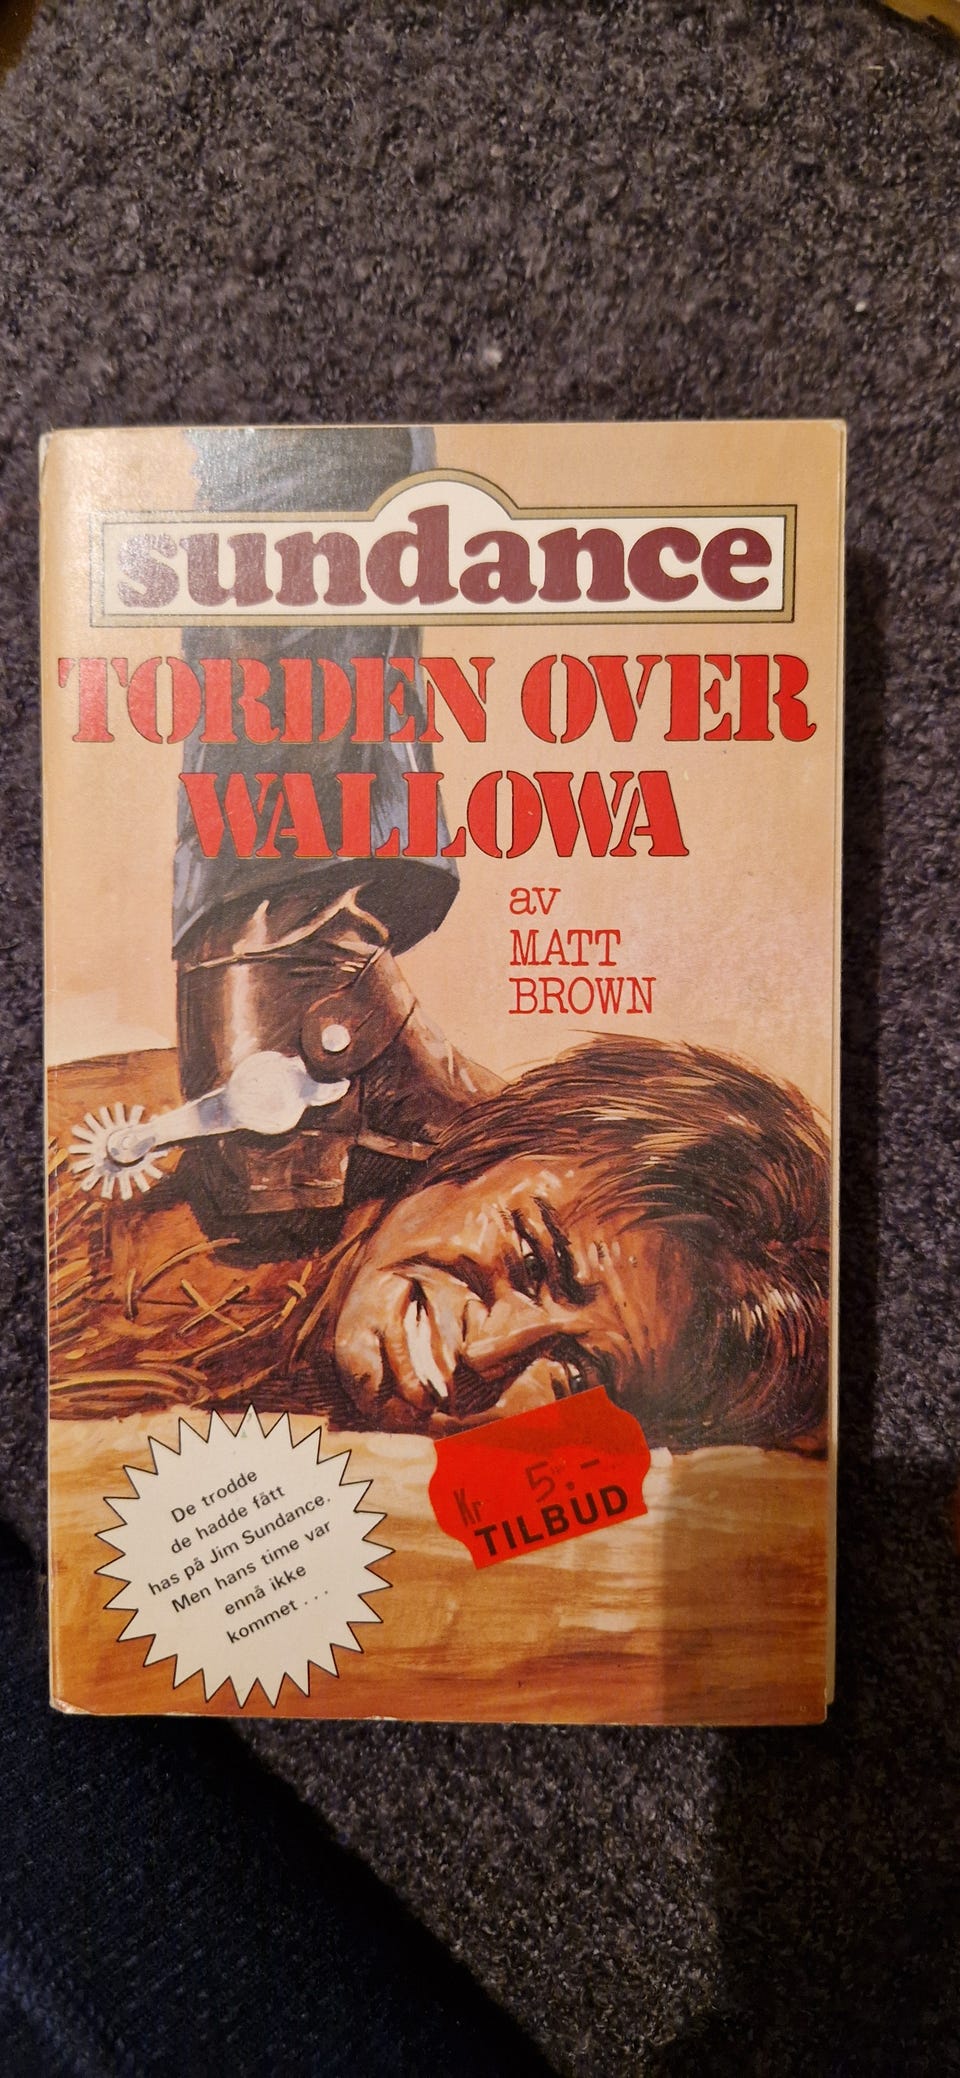 sundance
TORDEN OVER
WALLOWA
av
MATT
BROWN
De trodde
de hadde fått
has på Jim Sundance.
Men hans time var
ennå ikke
kommet . . .
Kr 5.-
TILBUD